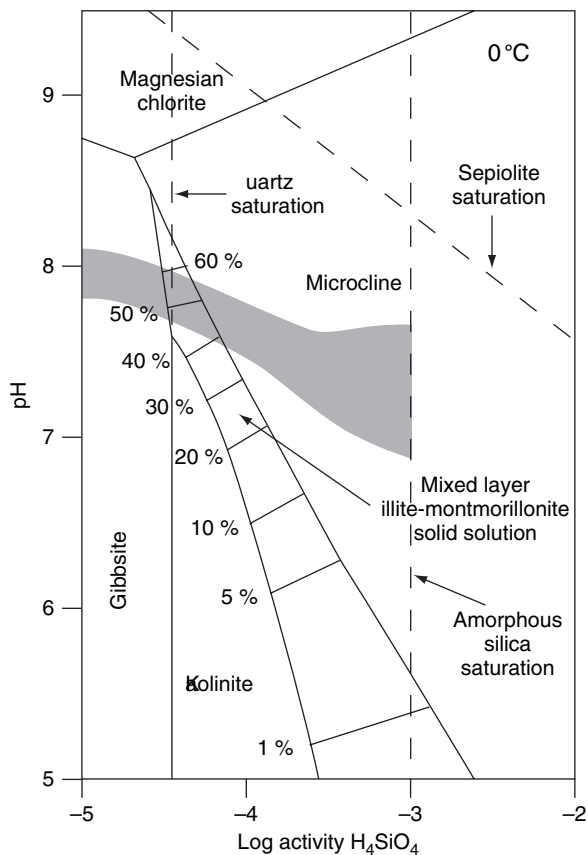 0 °C
Magnesian
chlorite
9
uartz
saturation
Sepiolite
saturation
8
60 %
Microcline
50 %
40 %
pH
30 %
7
20 %
Mixed layer
illite-montmorillonite
solid solution
10 %
Gibbsite
6
5 %
Amorphous
silica
saturation
Kaolinite
1 %
5
–5
–4
–3
–2
Log activity H₄SiO₄